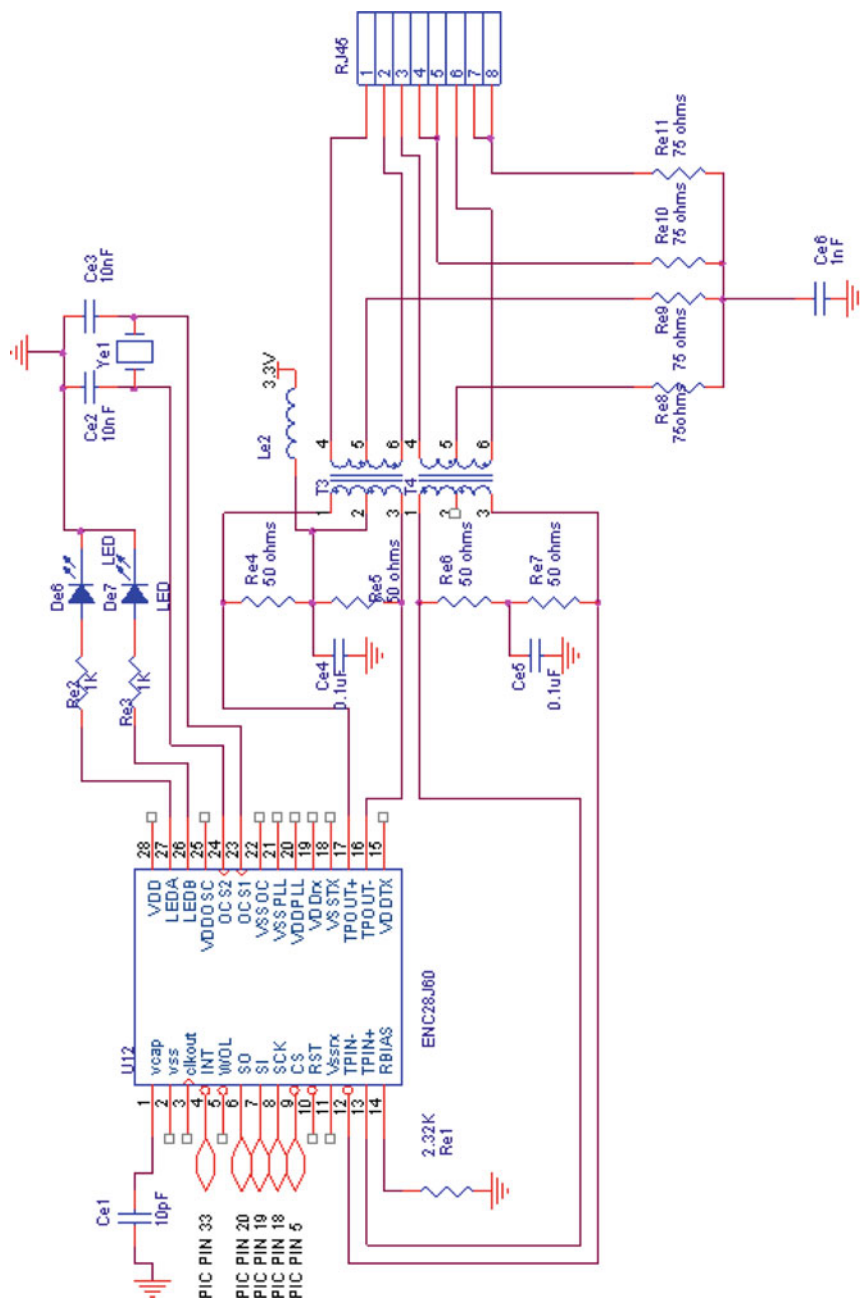 RJ45
1
2
3
4
5
6
7
8
Re11
75 ohms
Re10
75 ohms
Re9
75 ohms
Re8
75ohms
Ce6
1nF
Ce3
10nF
Ye1
Ce2
10nF
3.3V
Le2
T3
4
5
6
1
2
3
T4
4
5
6
1
2
3
De6
LED
De7
LED
Re2
1K
Re3
1K
Re4
50 ohms
Re5
50 ohms
Re6
50 ohms
Re7
50 ohms
Ce4
0.1uF
Ce5
0.1uF
28
27
26
25
24
23
22
21
20
19
18
17
16
15
VDD
LEDA
LEDB
VDDOSC
OCS2
OCS1
VSSOC
VSSPLL
VDDPLL
VDDrx
VSSTX
TPOUT+
TPOUT-
VDDTX
U12
ENC28J60
vcap
vss
clkout
INT
WOL
SO
SI
SCK
CS
RST
Vssrx
TPIN-
TPIN+
RBIAS
1
2
3
4
5
6
7
8
9
10
11
12
13
14
2.32K
Re1
Ce1
10pF
PIC PIN 33
PIC PIN 20
PIC PIN 19
PIC PIN 18
PIC PIN 5